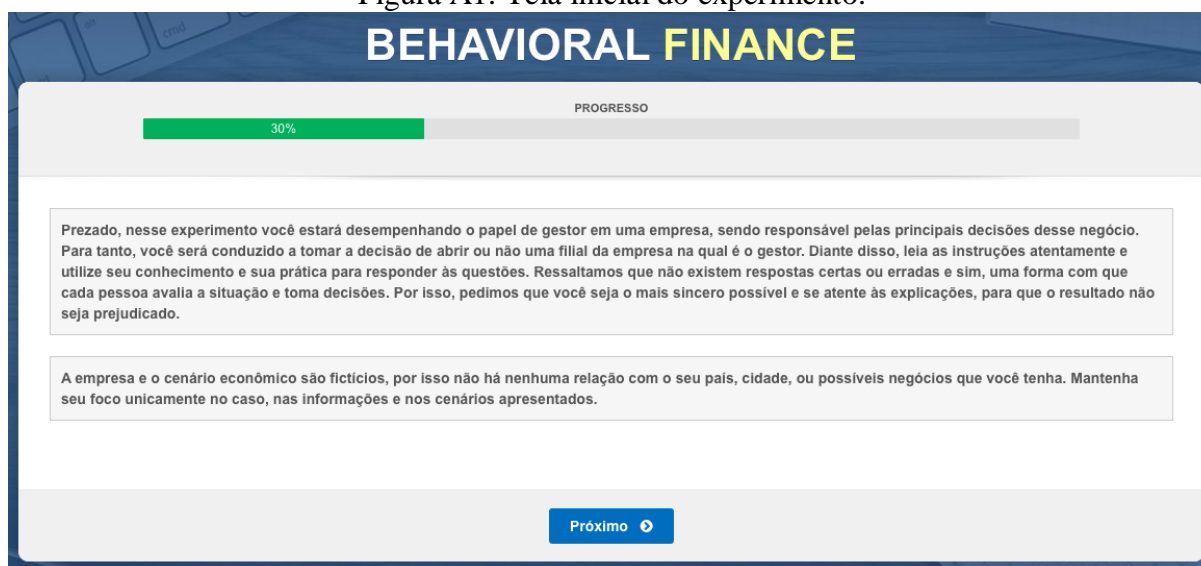 Figura A1: Tela inicial do experimento.
BEHAVIORAL FINANCE
PROGRESSO
30%
Prezado, nesse experimento você estará desempenhando o papel de gestor em uma empresa, sendo responsável pelas principais decisões desse negócio.
Para tanto, você será conduzido a tomar a decisão de abrir ou não uma filial da empresa na qual é o gestor. Diante disso, leia as instruções atentamente e
utilize seu conhecimento e sua prática para responder às questões. Ressaltamos que não existem respostas certas ou erradas e sim, uma forma com que
cada pessoa avalia a situação e toma decisões. Por isso, pedimos que você seja o mais sincero possível e se atente às explicações, para que o resultado não
seja prejudicado.
A empresa e o cenário econômico são fictícios, por isso não há nenhuma relação com o seu país, cidade, ou possíveis negócios que você tenha. Mantenha
seu foco unicamente no caso, nas informações e nos cenários apresentados.
Próximo